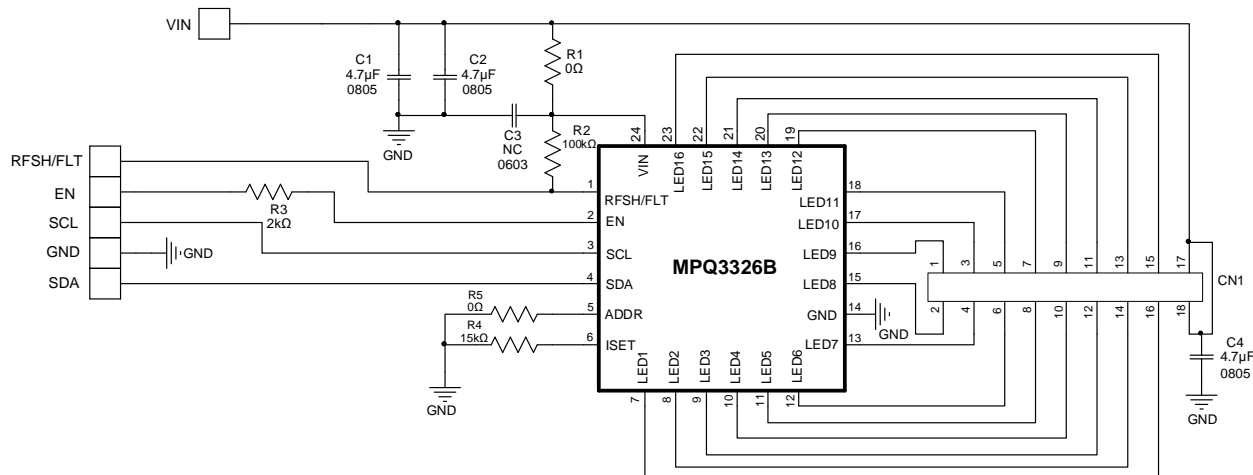 VIN
C1
4.7µF
0805
C2
4.7µF
0805
R1
0Ω
GND
C3
NC
0603
R2
100kΩ
24
23
22
21
20
19
VIN
LED16
LED15
LED14
LED13
LED12
RFSH/FLT
EN
SCL
GND
SDA
R3
2kΩ
GND
1
RFSH/FLT
2
EN
3
SCL
4
SDA
5
ADDR
6
ISET
MPQ3326B
18
LED11
17
LED10
16
LED9
15
LED8
14
GND
GND
13
LED7
R5
0Ω
R4
15kΩ
GND
LED1
LED2
LED3
LED4
LED5
LED6
7
8
9
10
11
12
1
3
5
7
9
11
13
15
17
CN1
2
4
6
8
10
12
14
16
18
C4
4.7µF
0805
GND